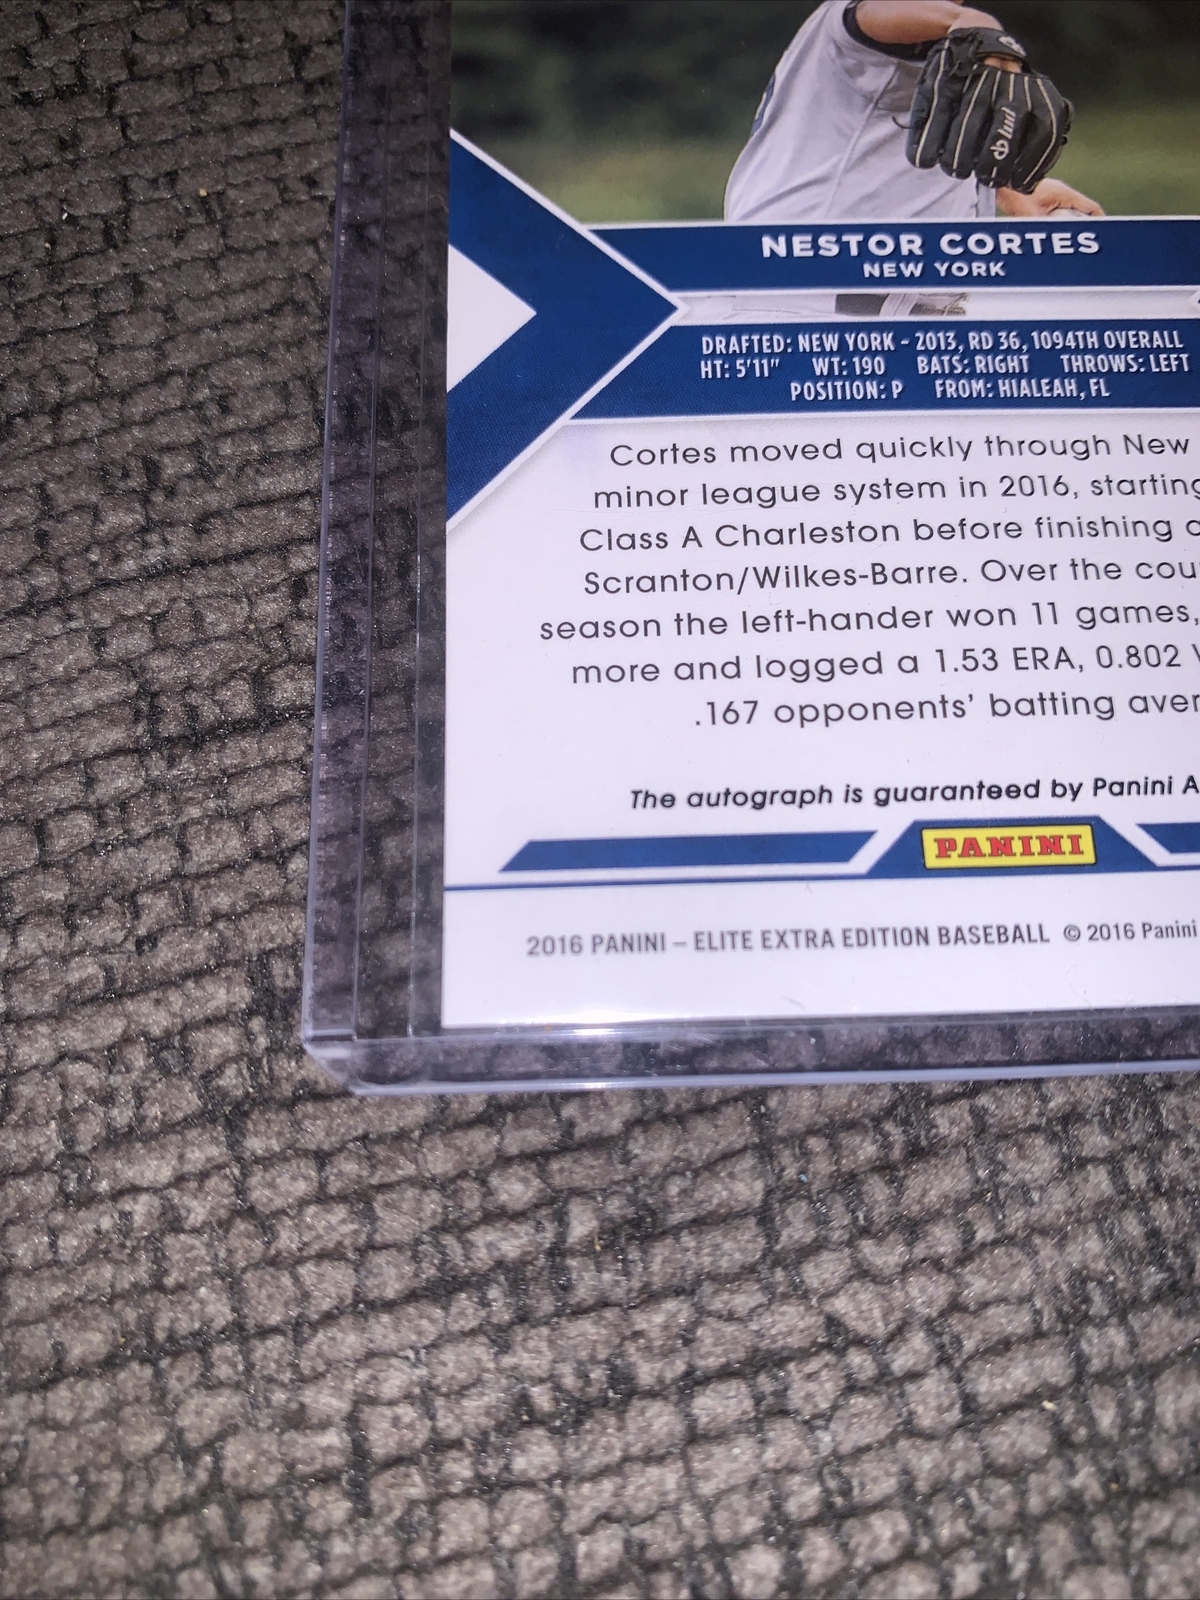 NESTOR CORTES
NEW YORK
DRAFTED: NEW YORK - 2013, RD 36, 1094TH OVERALL
HT: 5'11" WT: 190 BATS: RIGHT THROWS: LEFT
POSITION: P FROM: HIALEAH, FL
Cortes moved quickly through New
minor league system in 2016, starting
Class A Charleston before finishing
Scranton/Wilkes-Barre. Over the
season the left-hander won 11 games,
more and logged a 1.53 ERA, 0.802
.167 opponents' batting
The autograph is guaranteed by Panini A
PANINI
2016 PANINI – ELITE EXTRA EDITION BASEBALL © 2016 Panini